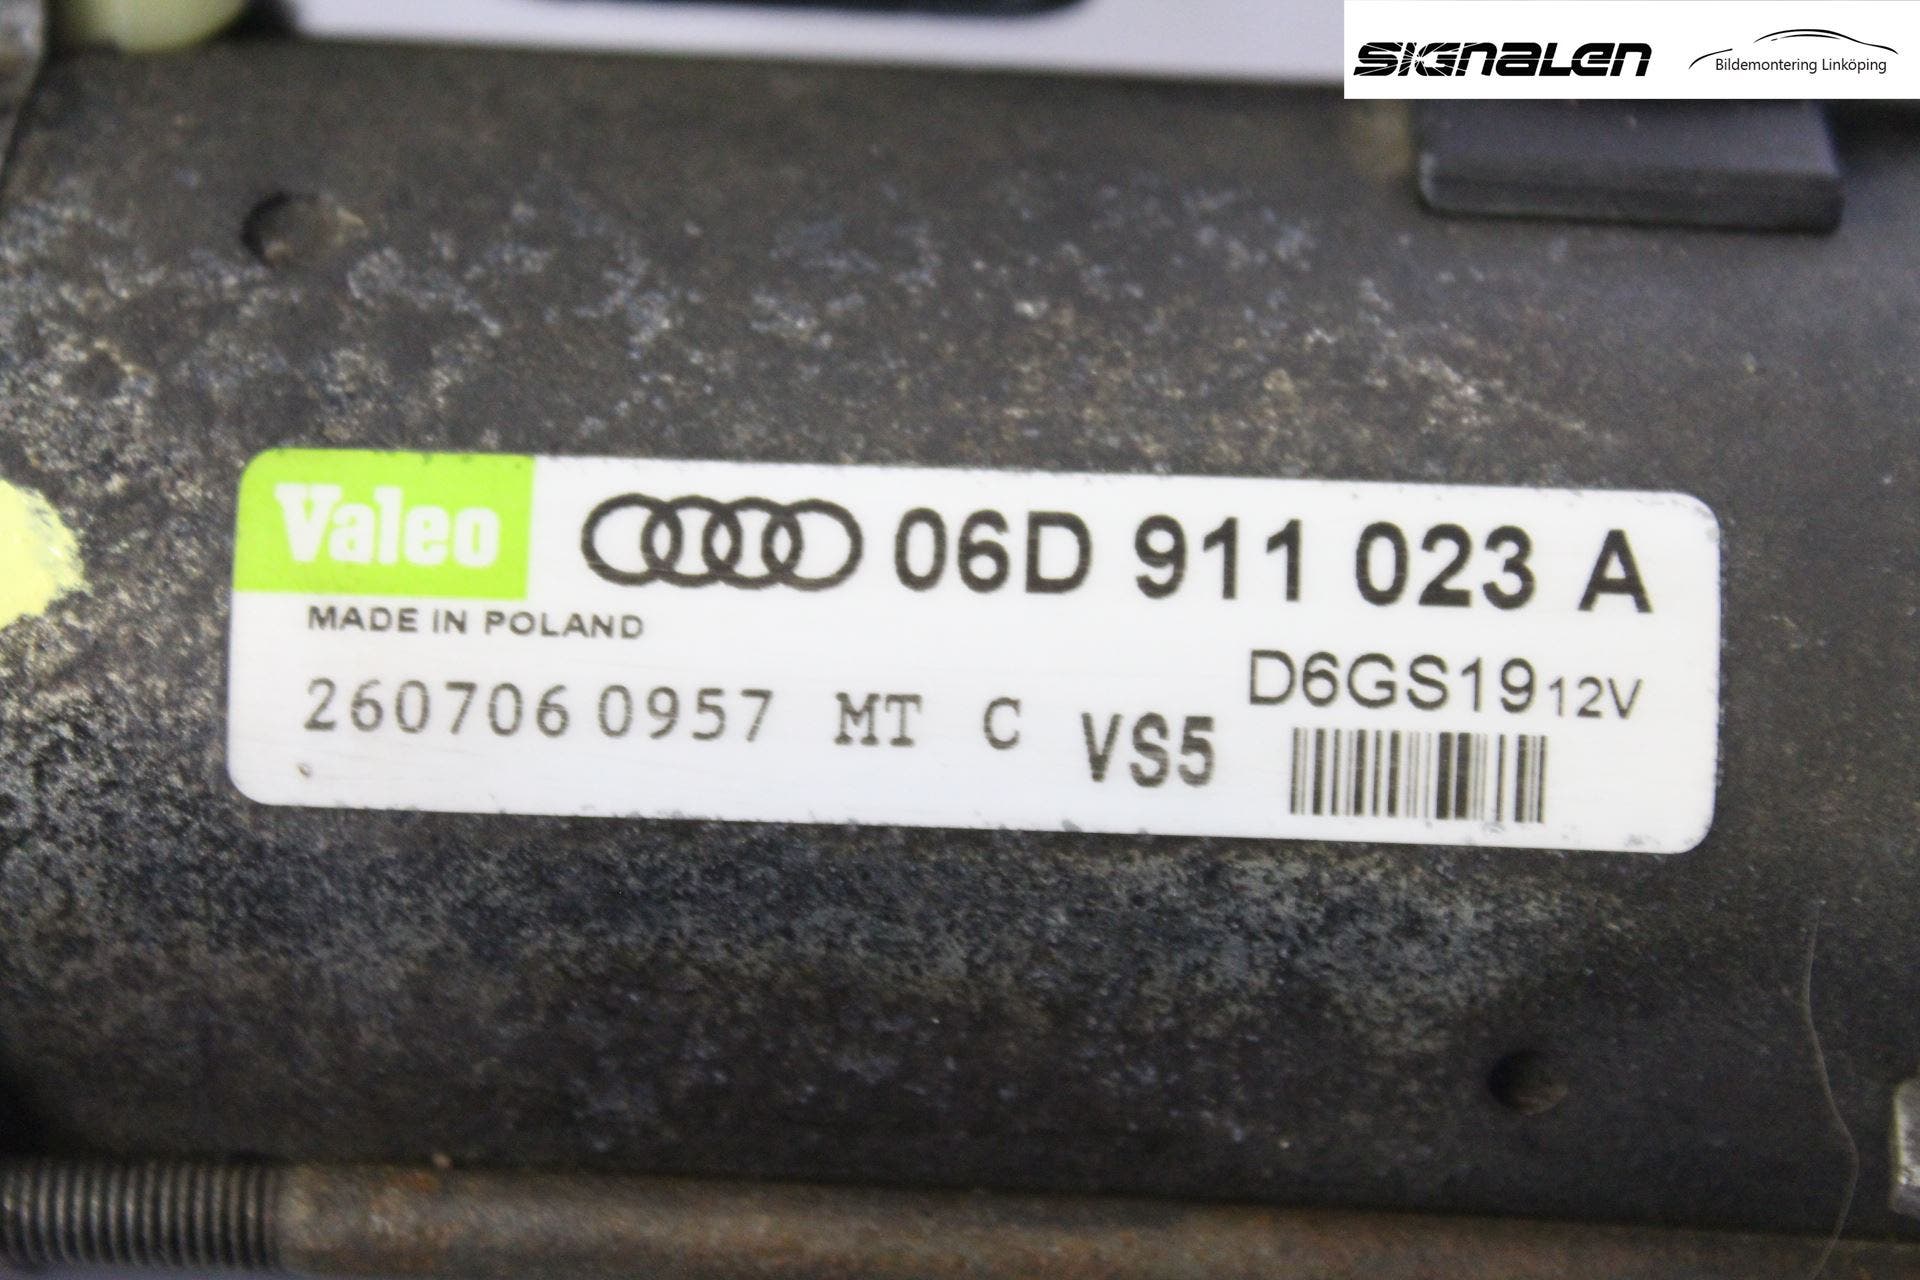 SIGNALEN
Bildemontering Linköping
Valeo 06D 911 023 A
MADE IN POLAND
D6GS19 12V
2607060957 MT C VS5